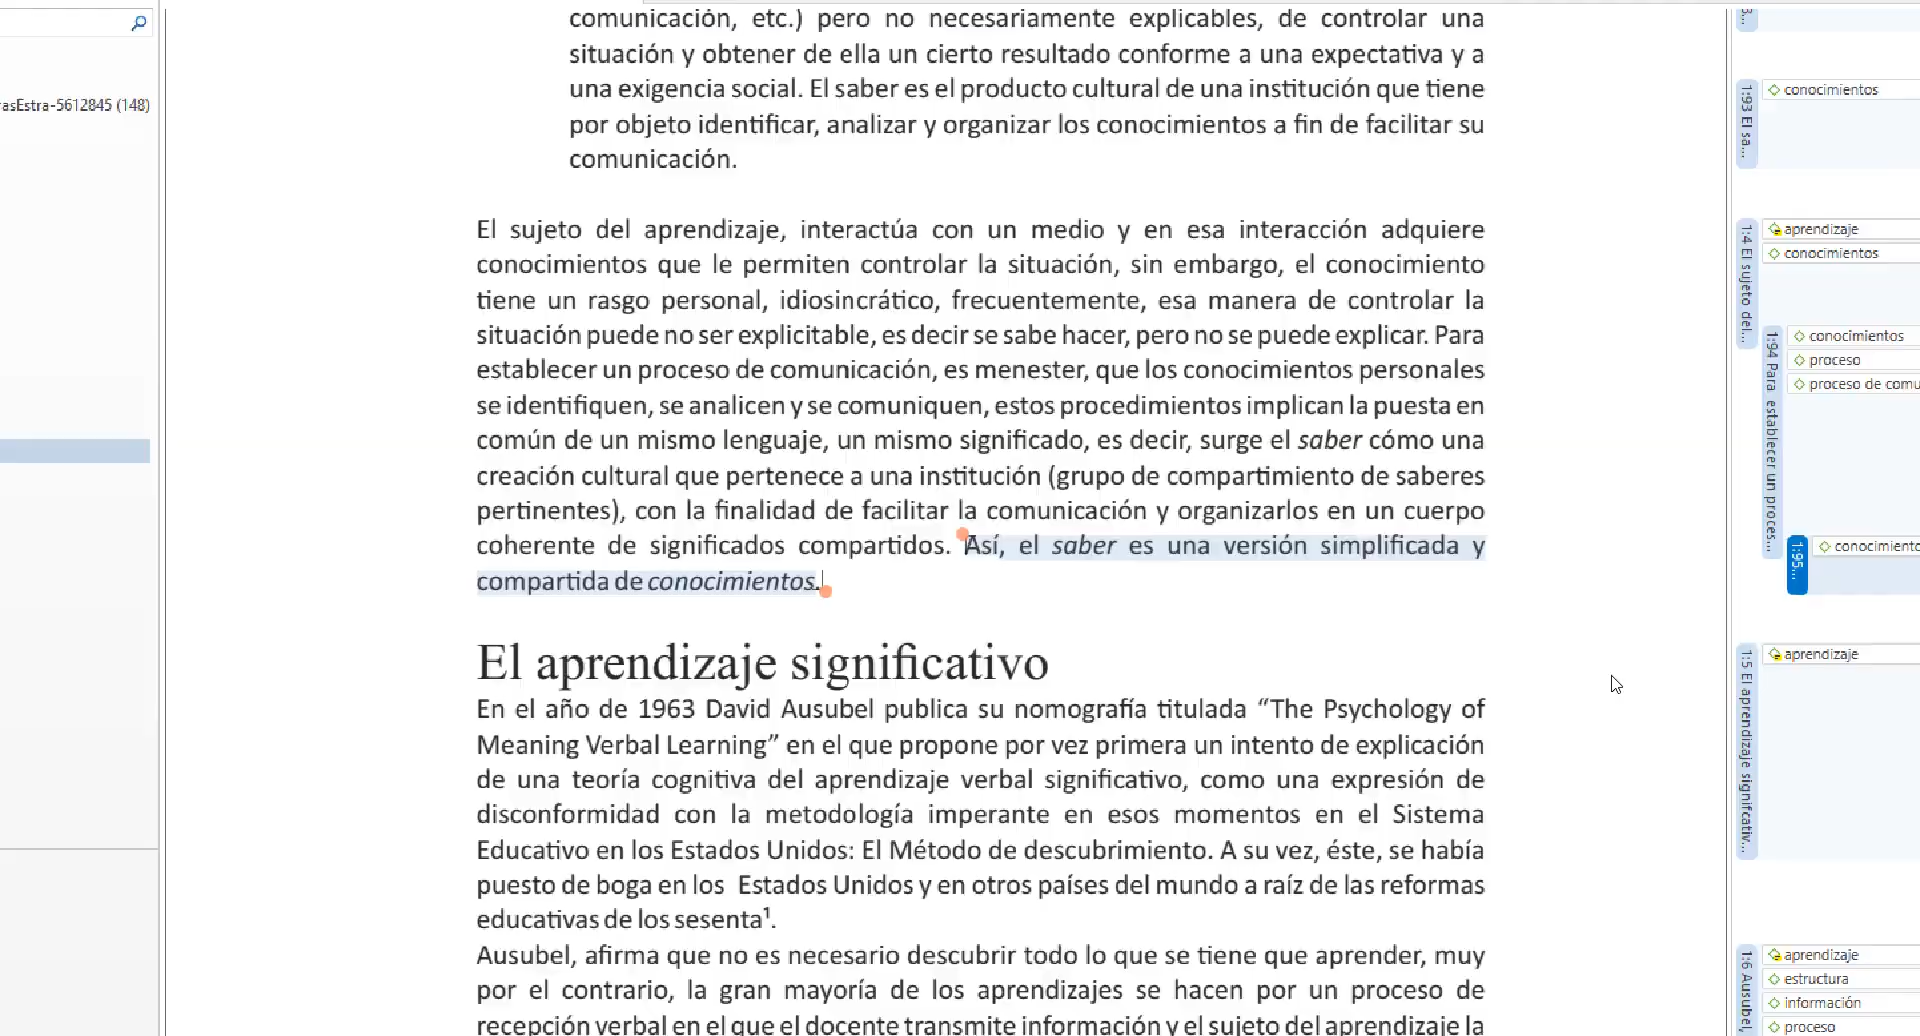 comunicación, etc.) pero no necesariamente explicables, de controlar una
situación y obtener de ella un cierto resultado conforme a una expectativa y a
una exigencia social. El saber es el producto cultural de una institución que tiene
por objeto identificar, analizar y organizar los conocimientos a fin de facilitar su
comunicación.
El sujeto del aprendizaje, interactúa con un medio y en esa interacción adquiere
conocimientos que le permiten controlar la situación, sin embargo, el conocimiento
tiene un rasgo personal, idiosincrático, frecuentemente, esa manera de controlar la
situación puede no ser explicitable, es decir se sabe hacer, pero no se puede explicar. Para
establecer un proceso de comunicación, es menester, que los conocimientos personales
se identifiquen, se analicen y se comuniquen, estos procedimientos implican la puesta en
común de un mismo lenguaje, un mismo significado, es decir, surge el saber cómo una
creación cultural que pertenece a una institución (grupo de compartimiento de saberes
pertinentes), con la finalidad de facilitar la comunicación y organizarlos en un cuerpo
coherente de significados compartidos. Así, el saber es una versión simplificada y
compartida de conocimientos.
El aprendizaje significativo
En el año de 1963 David Ausubel publica su nomografía titulada “The Psychology of
Meaning Verbal Learning” en el que propone por vez primera un intento de explicación
de una teoría cognitiva del aprendizaje verbal significativo, como una expresión de
disconformidad con la metodología imperante en esos momentos en el Sistema
Educativo en los Estados Unidos: El Método de descubrimiento. A su vez, éste, se había
puesto de boga en los Estados Unidos y en otros países del mundo a raíz de las reformas
educativas de los sesenta¹.
Ausubel, afirma que no es necesario descubrir todo lo que se tiene que aprender, muy
por el contrario, la gran mayoría de los aprendizajes se hacen por un proceso de
recepción verbal en el que el docente transmite información y el sujeto del aprendizaje la
asEstra-5612845 (148)
3...
1:93 El sa...
conocimientos
1:4 El sujeto del...
aprendizaje
conocimientos
1:94 Para establecer un proces...
conocimientos
proceso
proceso de comu
1:95...
conocimiento
1:5 El aprendizaje significativ...
aprendizaje
1:6 Ausubel,
aprendizaje
estructura
información
proceso